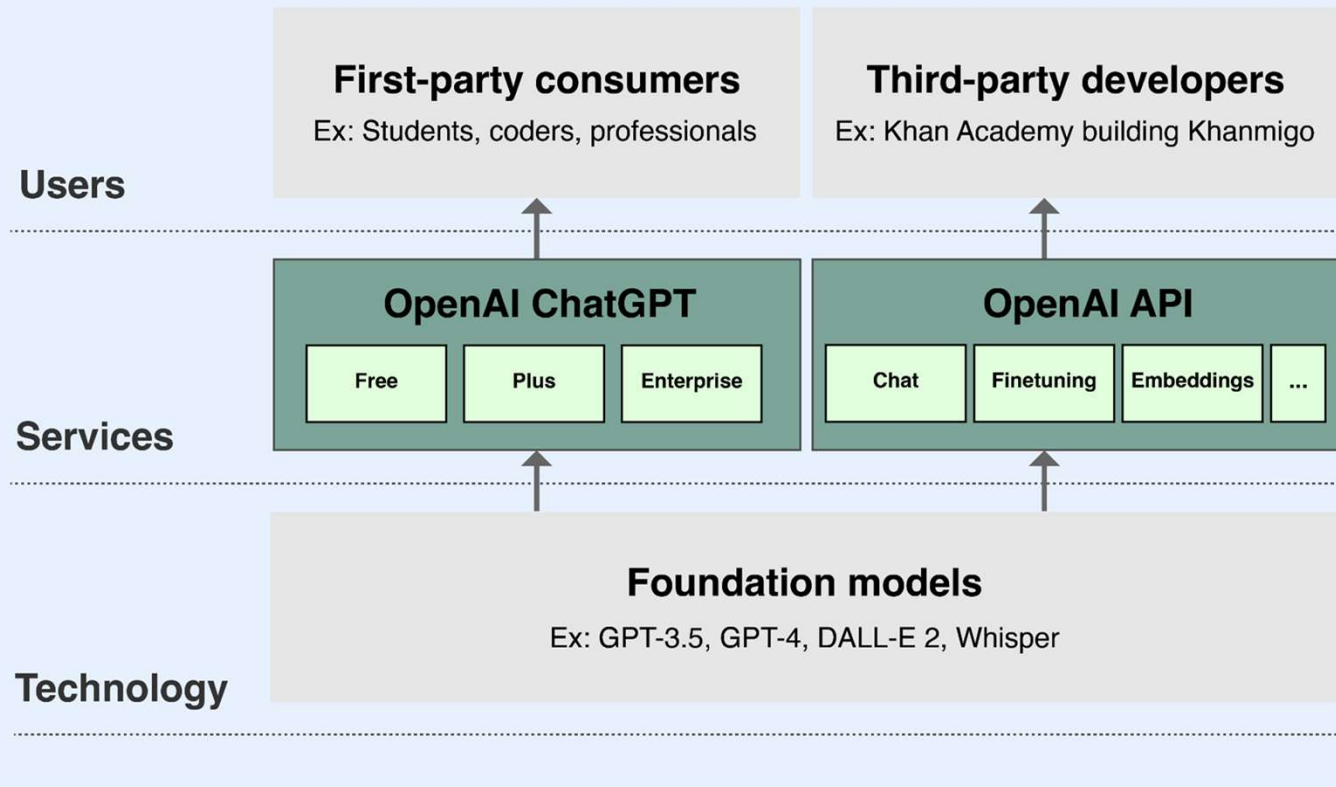 First-party consumers
Ex: Students, coders, professionals
Third-party developers
Ex: Khan Academy building Khanmigo
Users
OpenAI ChatGPT
Free
Plus
Enterprise
OpenAI API
Chat
Finetuning
Embeddings
...
Services
Foundation models
Ex: GPT-3.5, GPT-4, DALL-E 2, Whisper
Technology